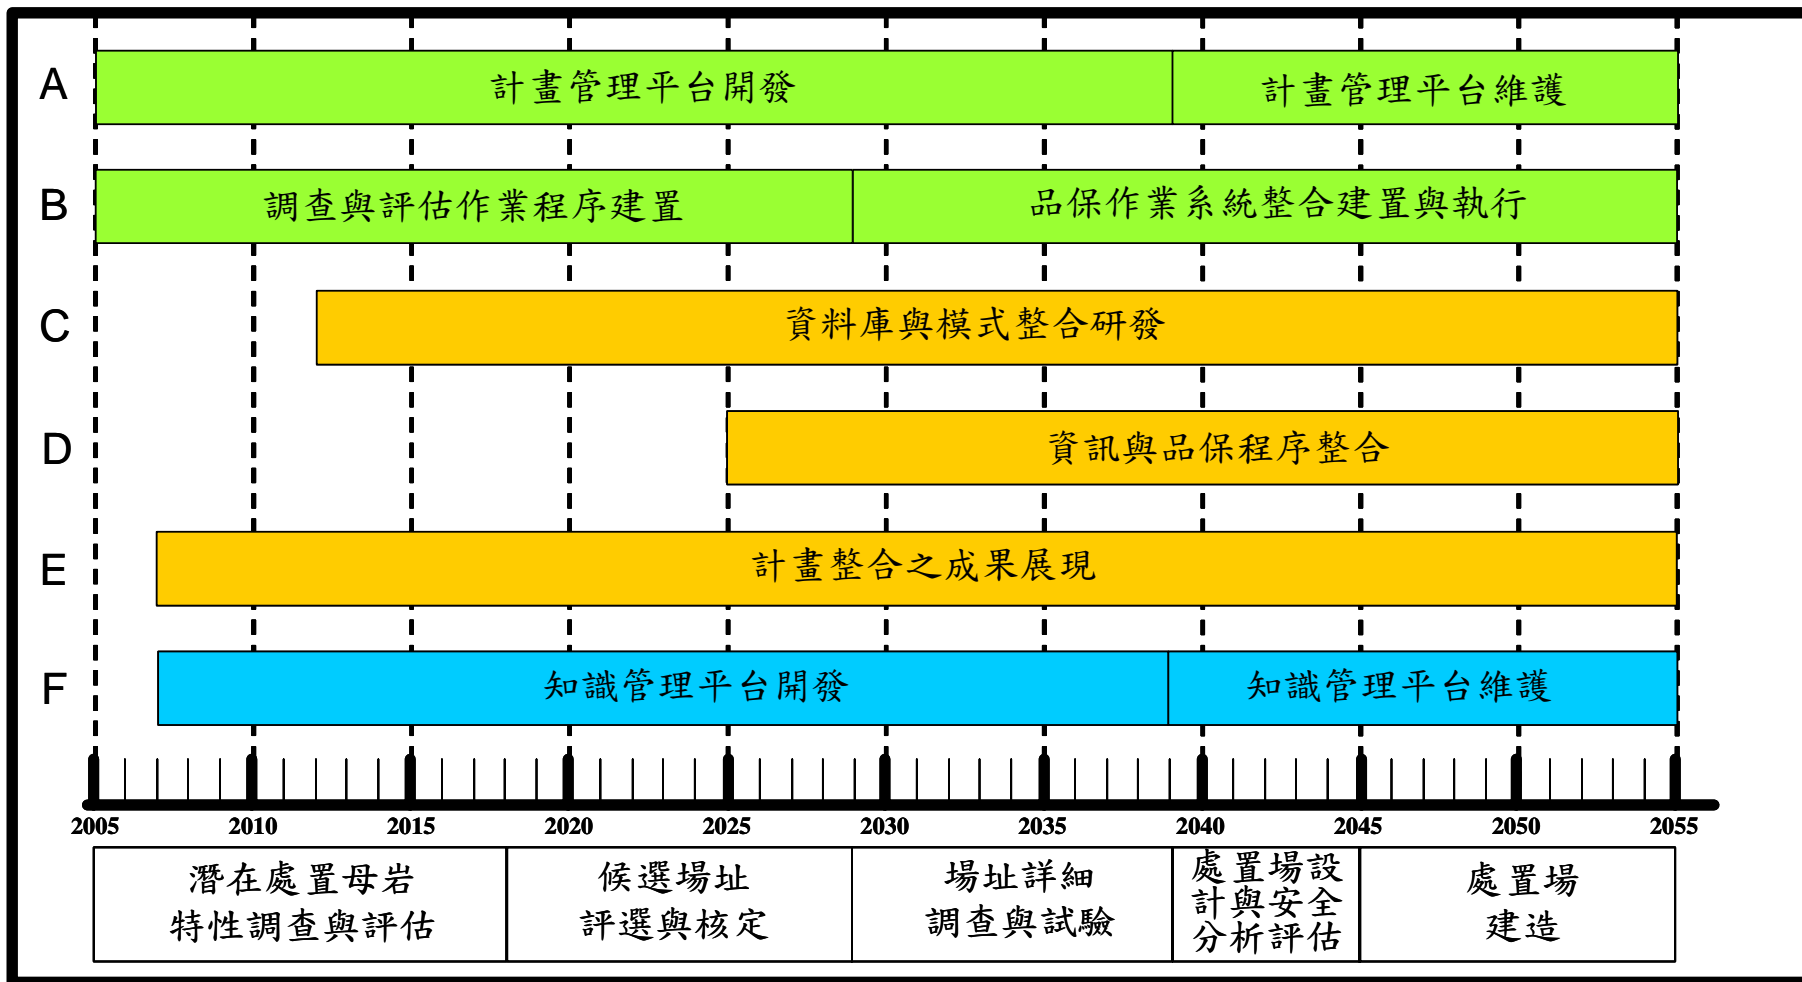 A
計畫管理平台開發
計畫管理平台維護
B
調查與評估作業程序建置
品保作業系統整合建置與執行
C
資料庫與模式整合研發
D
資訊與品保程序整合
E
計畫整合之成果展現
F
知識管理平台開發
知識管理平台維護
2005 2010 2015 2020 2025 2030 2035 2040 2045 2050 2055
潛在處置母岩
特性調查與評估
候選場址
評選與核定
場址詳細
調查與試驗
處置場設
計與安全
分析評估
處置場
建造